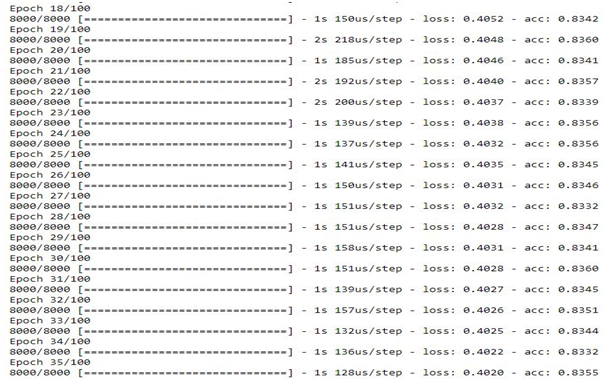 Epoch 18/100
8000/8000 [==============================] - 1s 150us/step - loss: 0.4052 - acc: 0.8342
Epoch 19/100
8000/8000 [==============================] - 2s 218us/step - loss: 0.4048 - acc: 0.8360
Epoch 20/100
8000/8000 [==============================] - 1s 185us/step - loss: 0.4046 - acc: 0.8341
Epoch 21/100
8000/8000 [==============================] - 2s 192us/step - loss: 0.4040 - acc: 0.8357
Epoch 22/100
8000/8000 [==============================] - 2s 200us/step - loss: 0.4037 - acc: 0.8339
Epoch 23/100
8000/8000 [==============================] - 1s 139us/step - loss: 0.4038 - acc: 0.8356
Epoch 24/100
8000/8000 [==============================] - 1s 137us/step - loss: 0.4032 - acc: 0.8356
Epoch 25/100
8000/8000 [==============================] - 1s 141us/step - loss: 0.4035 - acc: 0.8345
Epoch 26/100
8000/8000 [==============================] - 1s 150us/step - loss: 0.4031 - acc: 0.8346
Epoch 27/100
8000/8000 [==============================] - 1s 151us/step - loss: 0.4032 - acc: 0.8332
Epoch 28/100
8000/8000 [==============================] - 1s 151us/step - loss: 0.4028 - acc: 0.8347
Epoch 29/100
8000/8000 [==============================] - 1s 158us/step - loss: 0.4031 - acc: 0.8341
Epoch 30/100
8000/8000 [==============================] - 1s 151us/step - loss: 0.4028 - acc: 0.8360
Epoch 31/100
8000/8000 [==============================] - 1s 139us/step - loss: 0.4027 - acc: 0.8345
Epoch 32/100
8000/8000 [==============================] - 1s 157us/step - loss: 0.4026 - acc: 0.8351
Epoch 33/100
8000/8000 [==============================] - 1s 132us/step - loss: 0.4025 - acc: 0.8344
Epoch 34/100
8000/8000 [==============================] - 1s 136us/step - loss: 0.4022 - acc: 0.8332
Epoch 35/100
8000/8000 [==============================] - 1s 128us/step - loss: 0.4020 - acc: 0.8355